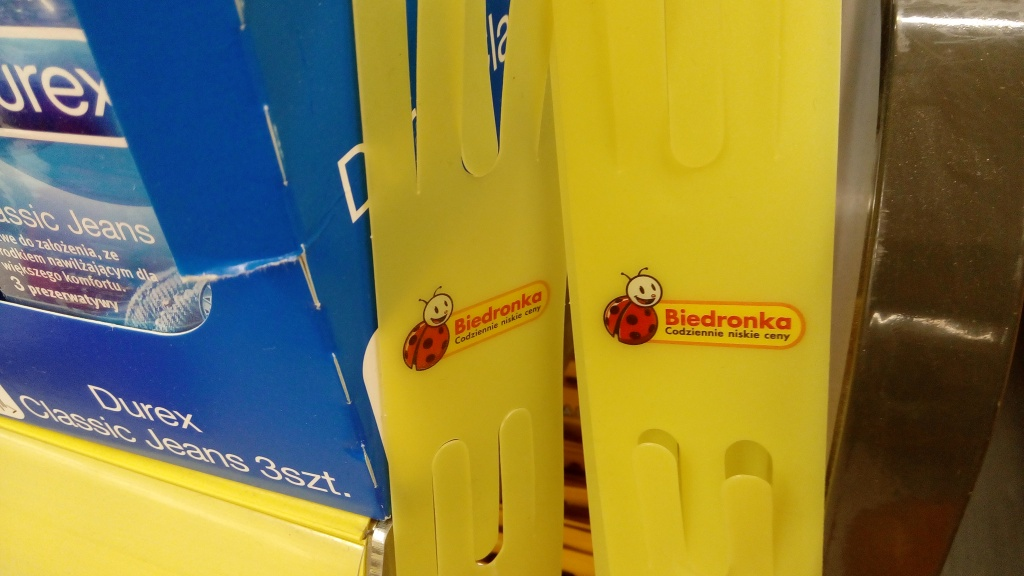 urex
assic Jeans
we do założenia, ze
rodkiem nawilżającym dla
większego komfortu.
3 prezerwatywy
Durex
Classic Jeans 3szt.
Biedronka
Codziennie niskie ceny
Biedronka
Codziennie niskie ceny